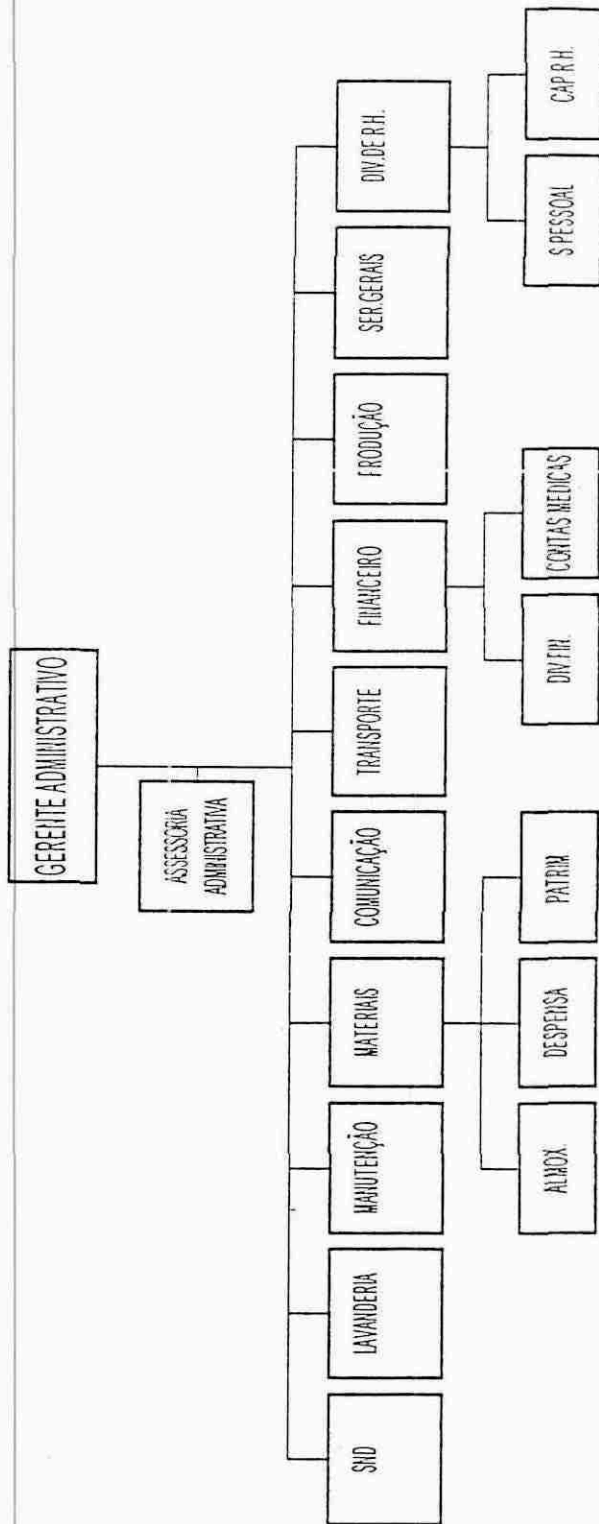 GERENTE ADMINISTRATIVO
ASSESSORIA
ADMINISTRATIVA
SND
LAVANDERIA
MANUTENÇÃO
MATERIAIS
COMUNICAÇÃO
TRANSPORTE
FINANCEIRO
PRODUÇÃO
SER.GERAIS
DIV.DE R.H.
ALMOX.
DESPENSA
PATRIM
DIV.FIN.
CONTAS MEDICAS
S PESSOAL
CAP.R.H.